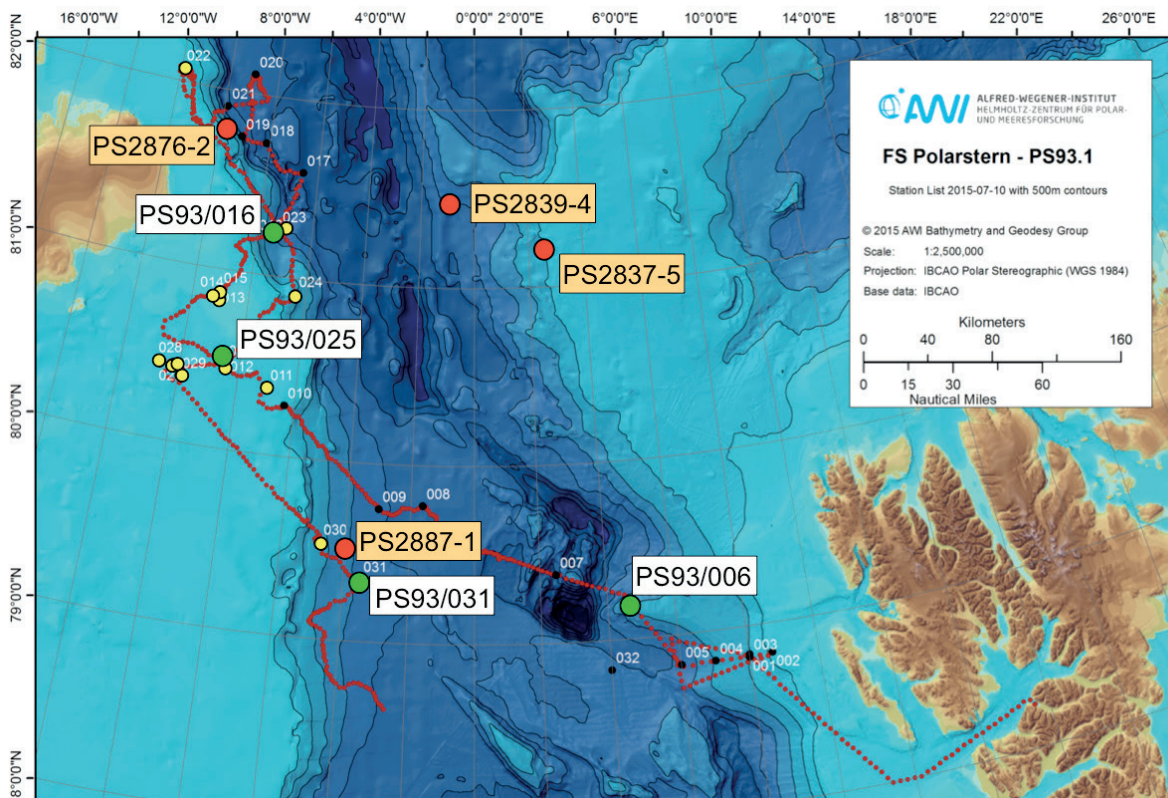 16°0'0"W 12°0'0"W 8°0'0"W 4°0'0"W 0°0'0" 2°0'0"E 6°0'0"E 14°0'0"E 22°0'0"E 26°0'0"E
82°0'0"N
81°0'0"N
80°0'0"N
79°0'0"N
78°0'0"N
022
020
021
019
018
017
PS2876-2
PS93/016
023
PS2839-4
PS2837-5
014
015
013
024
PS93/025
028
029
012
011
010
009
008
030
PS2887-1
031
PS93/031
007
PS93/006
032
005
004
003
001
002
AWI
ALFRED-WEGENER-INSTITUT
HELMHOLTZ-ZENTRUM FÜR POLAR-
UND MEERESFORSCHUNG
FS Polarstern - PS93.1
Station List 2015-07-10 with 500m contours
© 2015 AWI Bathymetry and Geodesy Group
Scale: 1:2,500,000
Projection: IBCAO Polar Stereographic (WGS 1984)
Base data: IBCAO
Kilometers
0 40 80 160
0 15 30 60
Nautical Miles